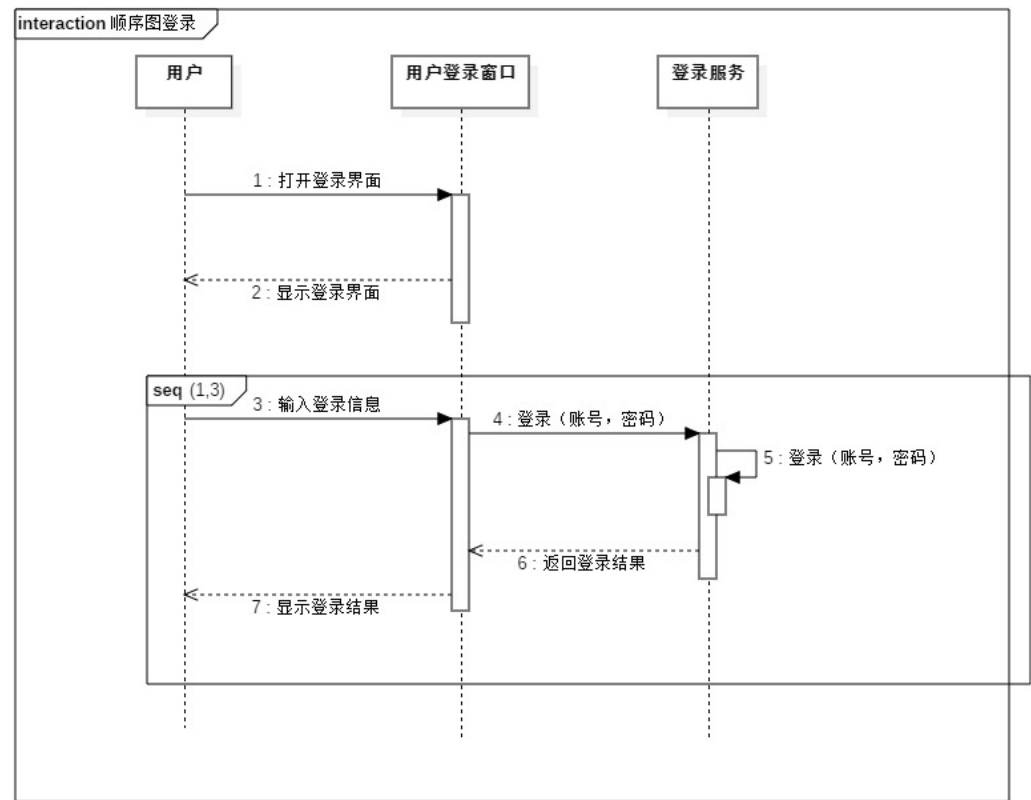 interaction 顺序图登录
用户
用户登录窗口
登录服务
1 : 打开登录界面
2 : 显示登录界面
seq (1,3)
3 : 输入登录信息
4 : 登录（账号，密码）
5 : 登录（账号，密码）
6 : 返回登录结果
7 : 显示登录结果